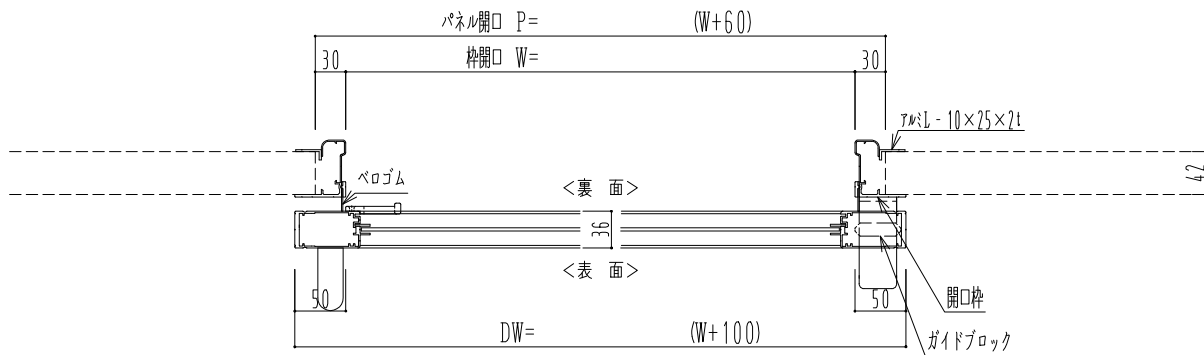 パネル開口 P= (W+60)
30 枠開口 W= 30
アルミL-10×25×2t
ベロゴム
<裏 面>
42
36
<表 面>
50 50
開口枠
DW= (W+100)
ガイドブロック